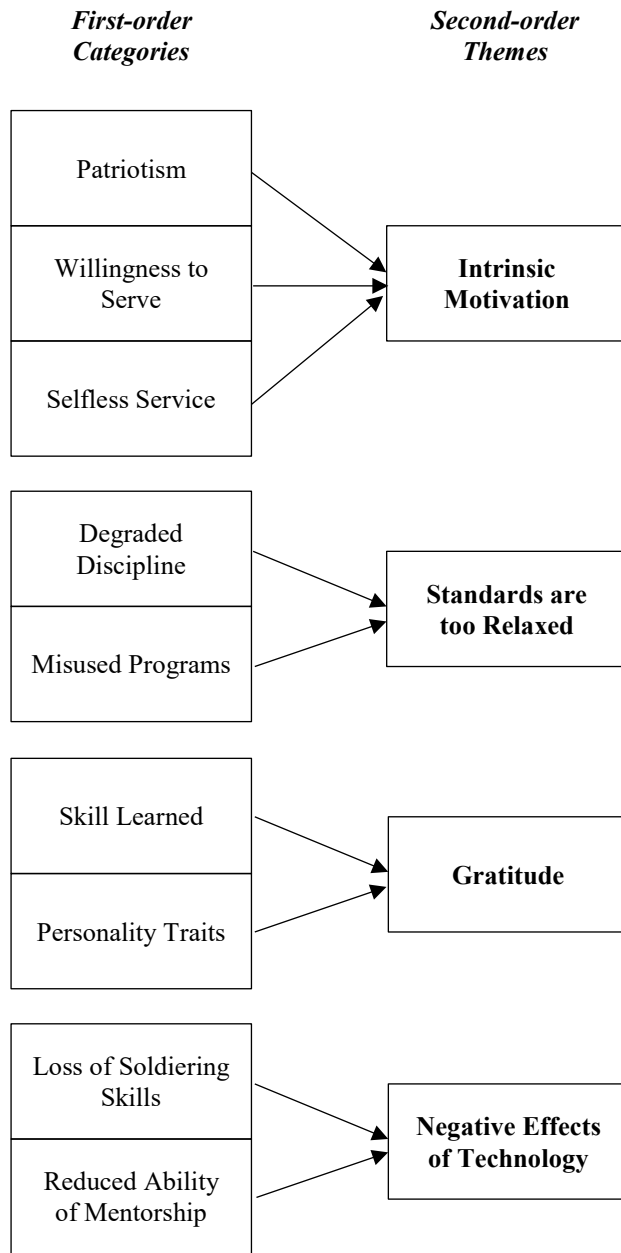 First-order
Categories
Second-order
Themes
Patriotism
Willingness to
Serve
Selfless Service
Intrinsic
Motivation
Degraded
Discipline
Misused Programs
Standards are
too Relaxed
Skill Learned
Personality Traits
Gratitude
Loss of Soldiering
Skills
Reduced Ability
of Mentorship
Negative Effects
of Technology